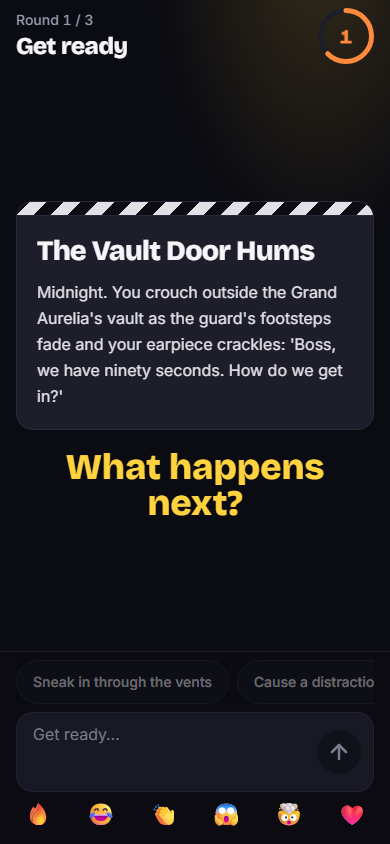 Round 1 / 3
Get ready
1
The Vault Door Hums
Midnight. You crouch outside the Grand
Aurelia's vault as the guard's footsteps
fade and your earpiece crackles: 'Boss,
we have ninety seconds. How do we get
in?'
What happens
next?
Sneak in through the vents
Cause a distractio
Get ready...